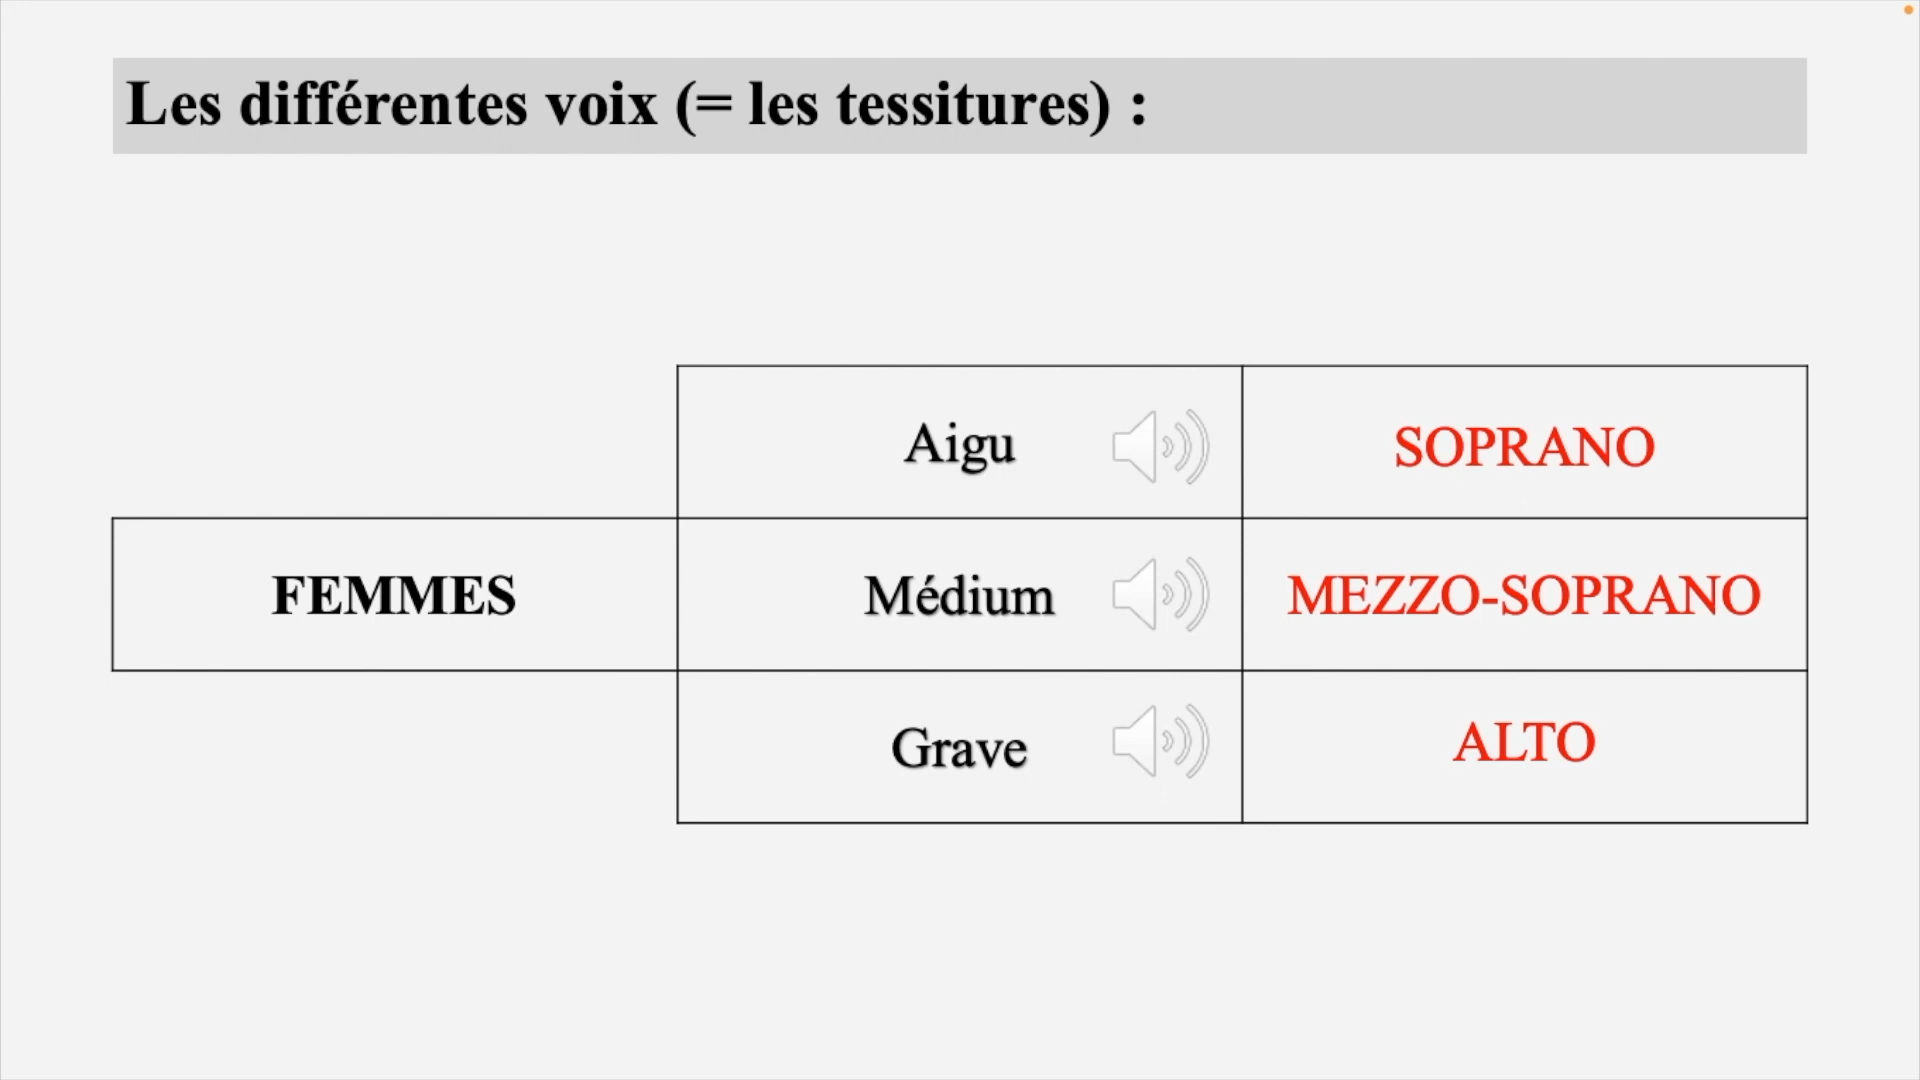 Les différentes voix (= les tessitures) :
Aigu SOPRANO
FEMMES Médium MEZZO-SOPRANO
Grave ALTO